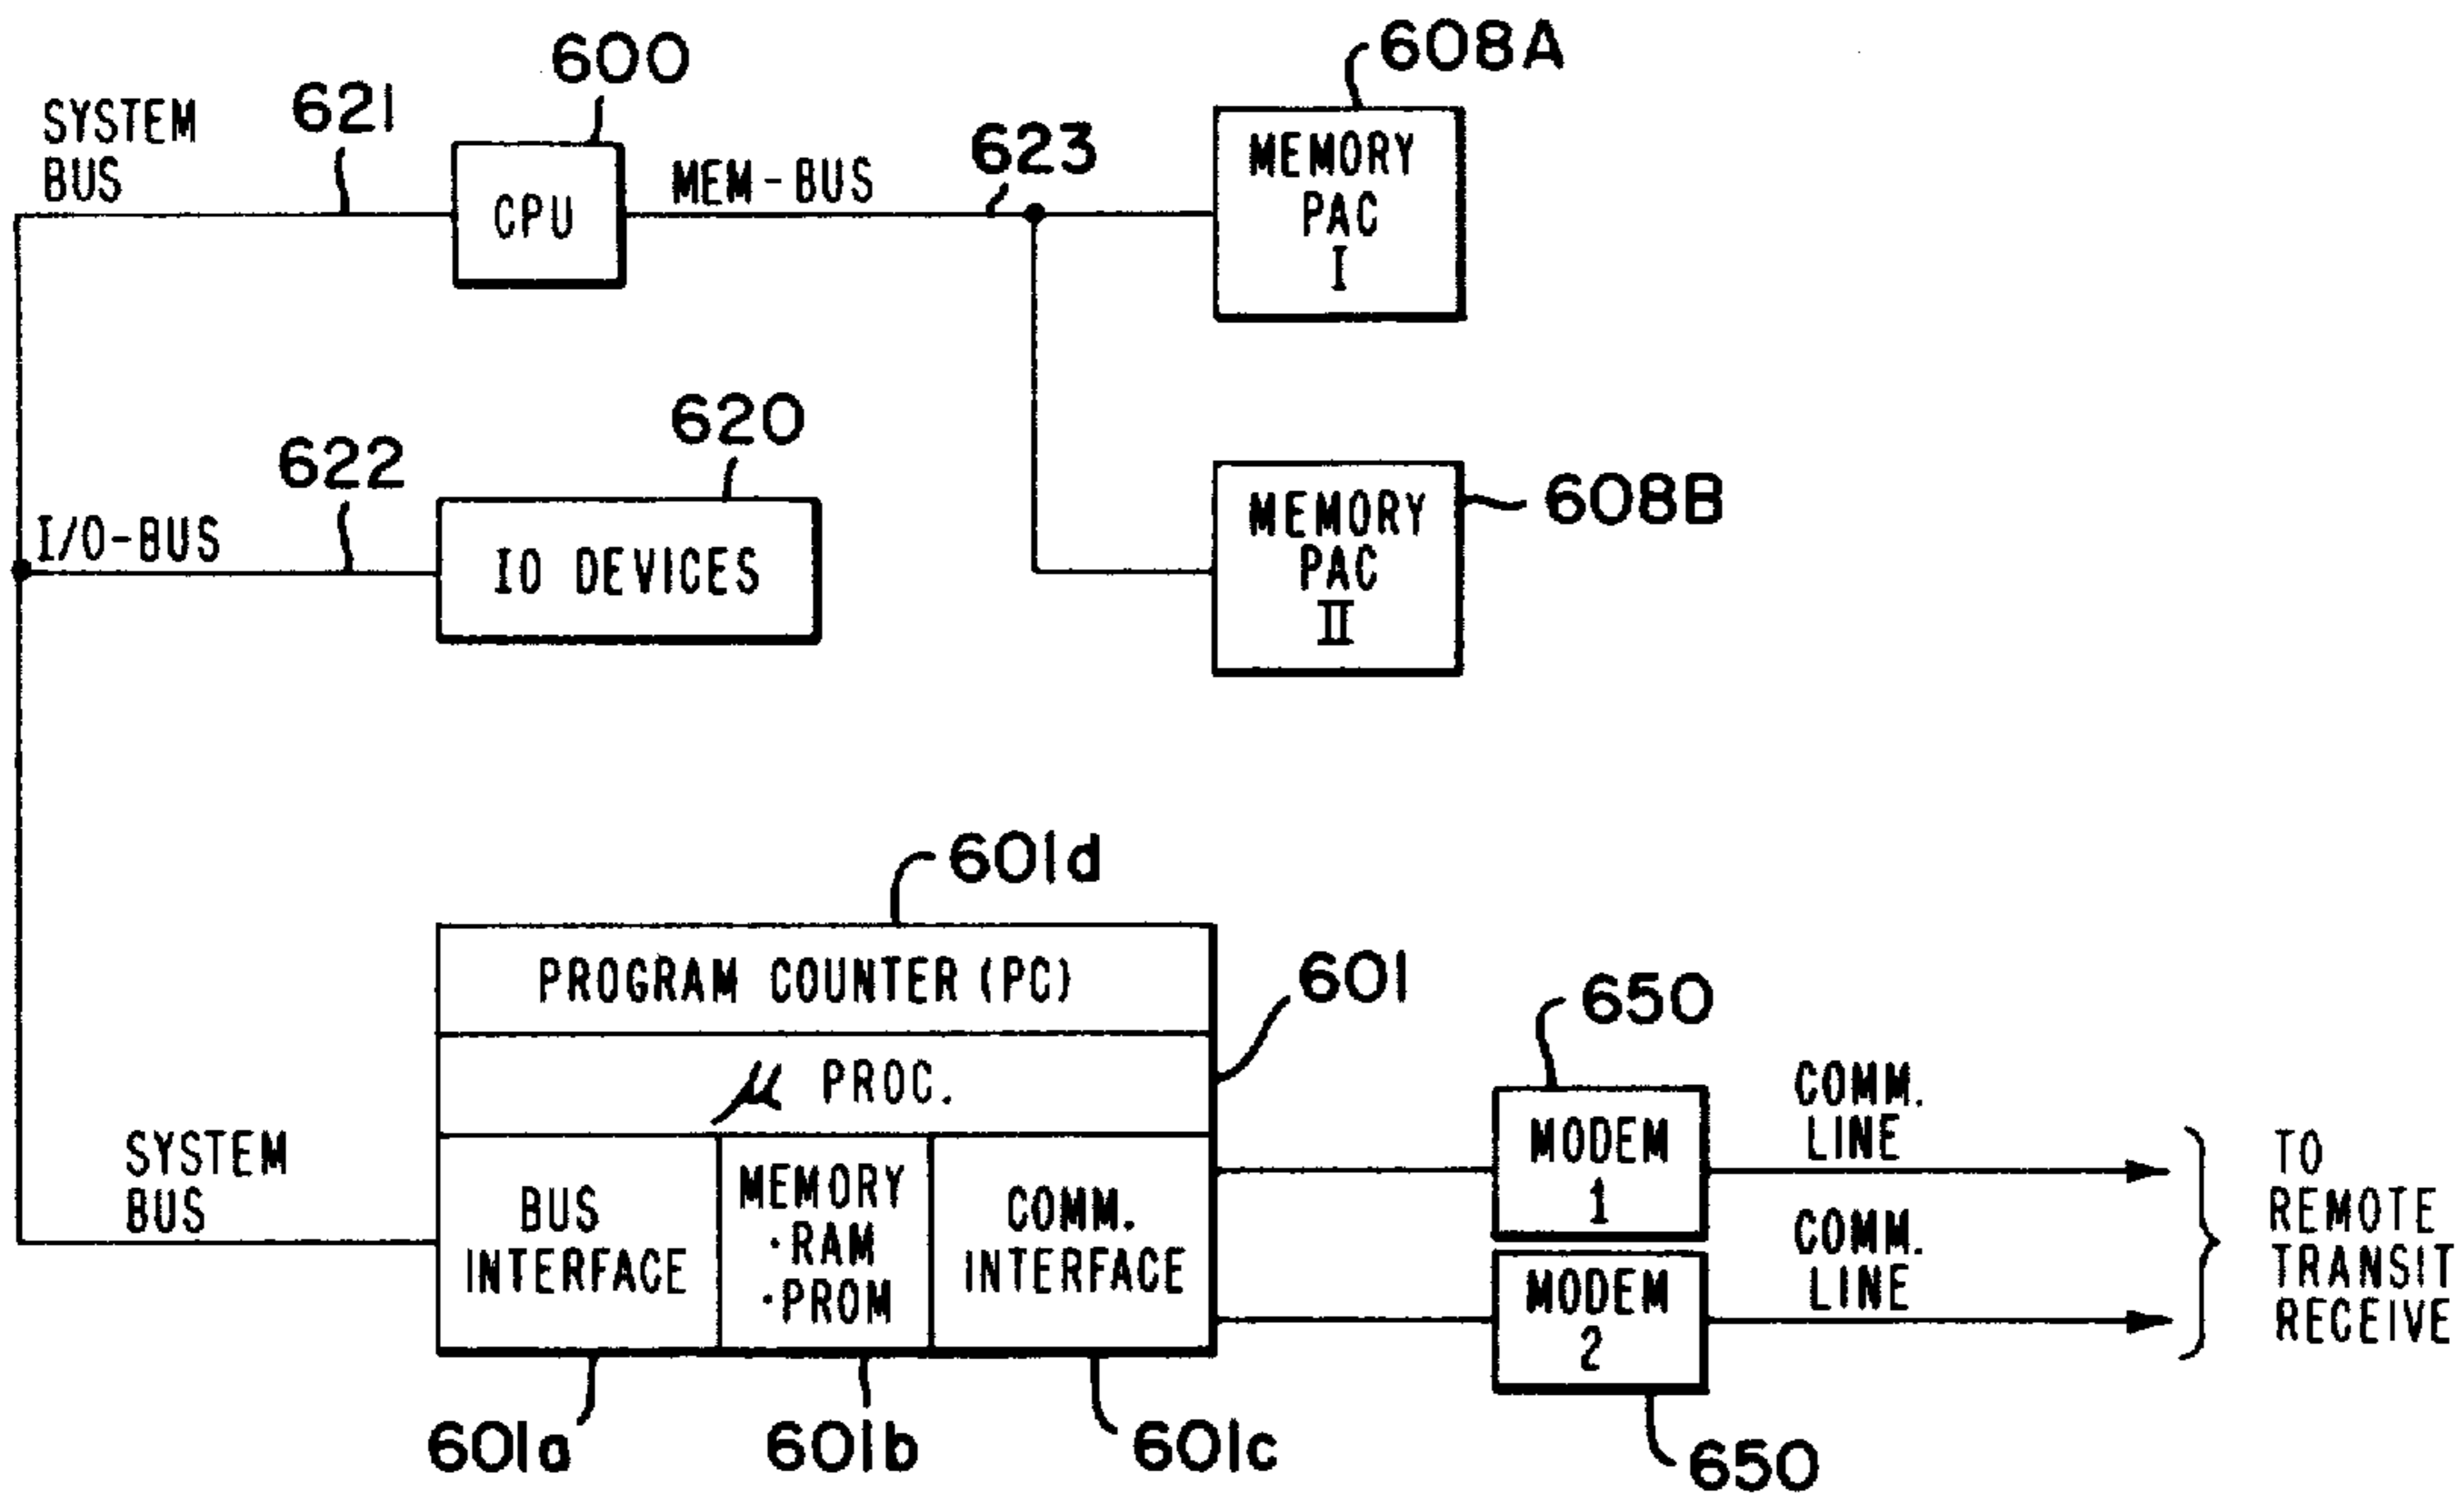 600
608A
SYSTEM
BUS
621
CPU
MEM-BUS
623
MEMORY
PAC
I
I/O-BUS
622
620
IO DEVICES
MEMORY
PAC
II
608B
601d
PROGRAM COUNTER (PC)
601
μ PROC.
SYSTEM
BUS
BUS
INTERFACE
MEMORY
·RAM
·PROM
COMM.
INTERFACE
601a
601b
601c
650
MODEM
1
COMM.
LINE
MODEM
2
COMM.
LINE
650
TO
REMOTE
TRANSIT
RECEIVE